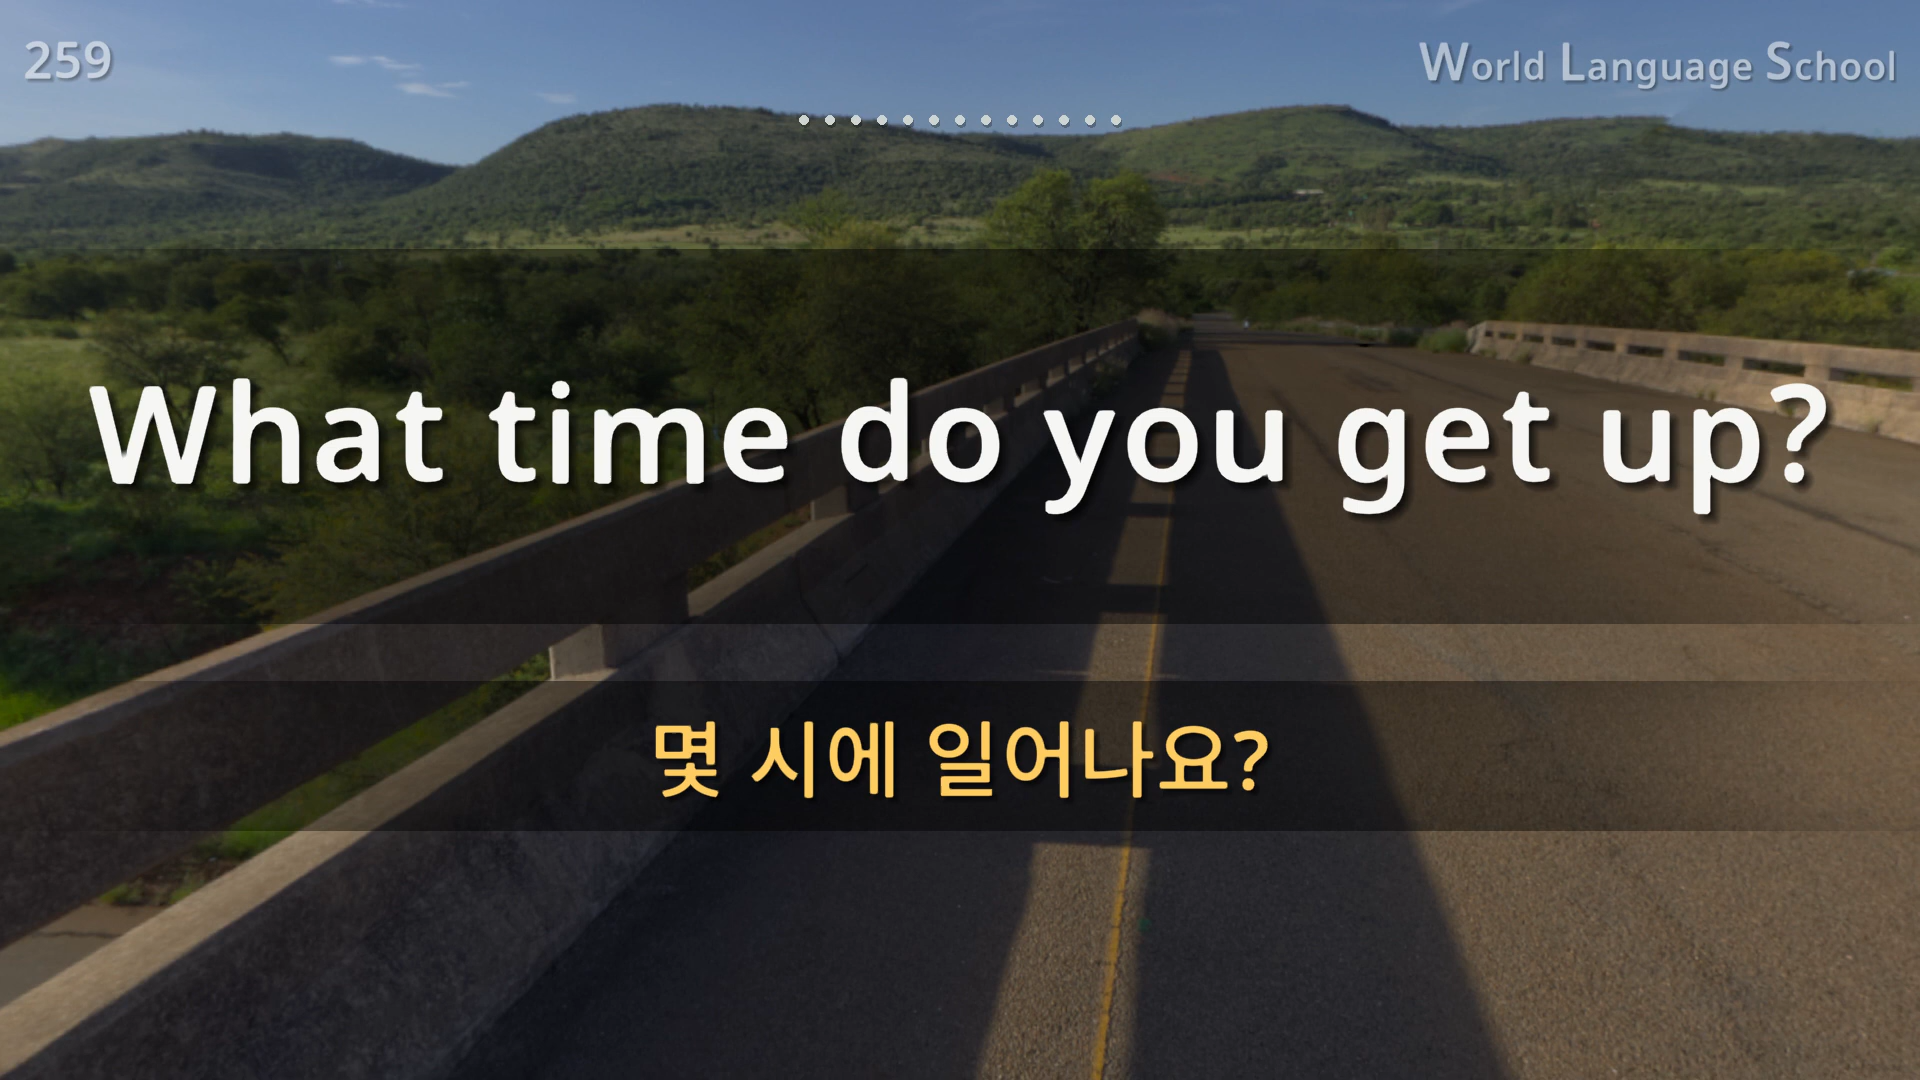 259
World Language School
What time do you get up?
몇 시에 일어나요?